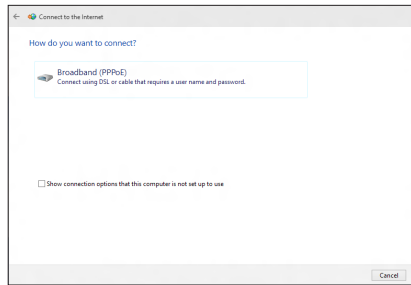 Connect to the Internet
How do you want to connect?
Broadband (PPPoE)
Connect using DSL or cable that requires a user name and password.
Show connection options that this computer is not set up to use
Cancel